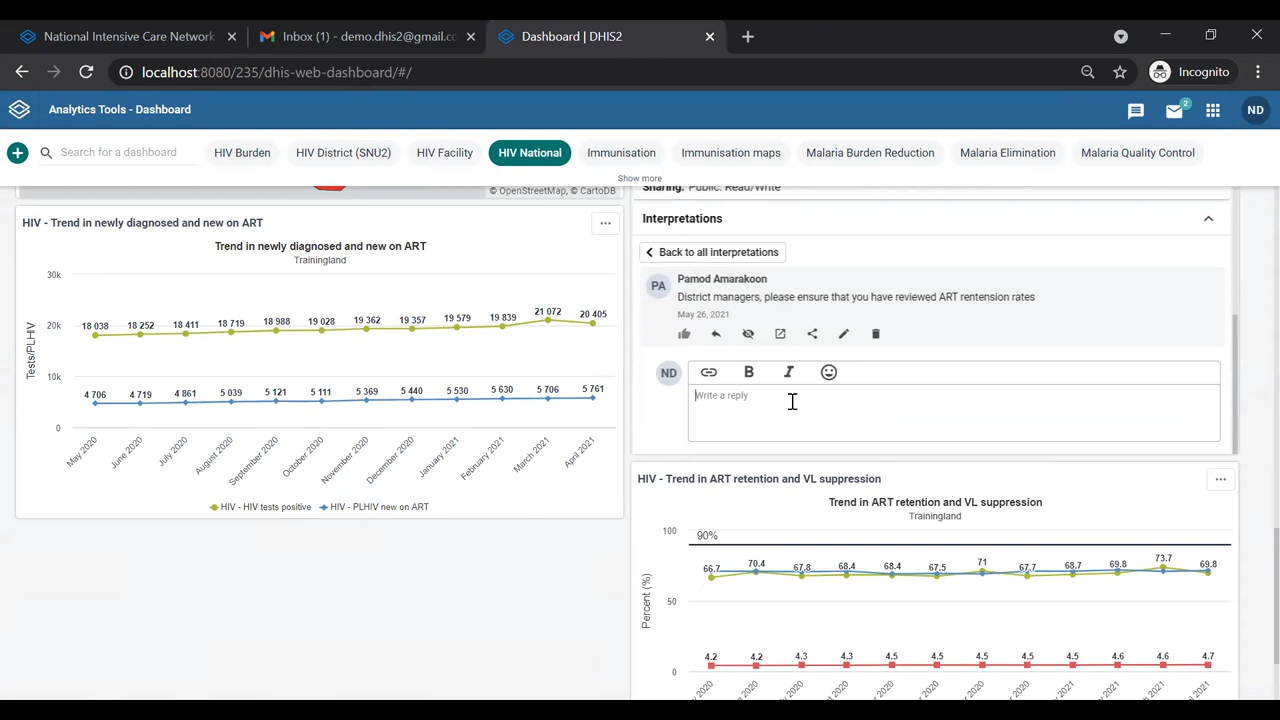 National Intensive Care Network
Inbox (1) - demo.dhis2@gmail.co
Dashboard | DHIS2
localhost:8080/235/dhis-web-dashboard/#/
Incognito
Analytics Tools - Dashboard
2
ND
Search for a dashboard
HIV Burden
HIV District (SNU2)
HIV Facility
HIV National
Immunisation
Immunisation maps
Malaria Burden Reduction
Malaria Elimination
Malaria Quality Control
Show more
© OpenStreetMap, © CartoDB
HIV - Trend in newly diagnosed and new on ART
Trend in newly diagnosed and new on ART
Trainingland
Tests/PLHIV
30k
20k
10k
0
18 038 18 252 18 411 18 719 18 988 19 028 19 362 19 357 19 579 19 839 21 072 20 405
4 706 4 719 4 861 5 039 5 121 5 111 5 369 5 440 5 530 5 630 5 706 5 761
May 2020 June 2020 July 2020 August 2020 September 2020 October 2020 November 2020 December 2020 January 2021 February 2021 March 2021 April 2021
HIV - HIV tests positive HIV - PLHIV new on ART
Sharing: Public: Read/Write
Interpretations
Back to all interpretations
PA
Pamod Amarakoon
District managers, please ensure that you have reviewed ART rentension rates
May 26, 2021
ND
B I
Write a reply
HIV - Trend in ART retention and VL suppression
Trend in ART retention and VL suppression
Trainingland
Percent (%)
100
50
0
90%
66.7 70.4 67.8 68.4 68.4 67.5 71 67.7 68.7 69.8 73.7 69.8
4.2 4.2 4.3 4.3 4.5 4.5 4.5 4.5 4.5 4.6 4.6 4.7